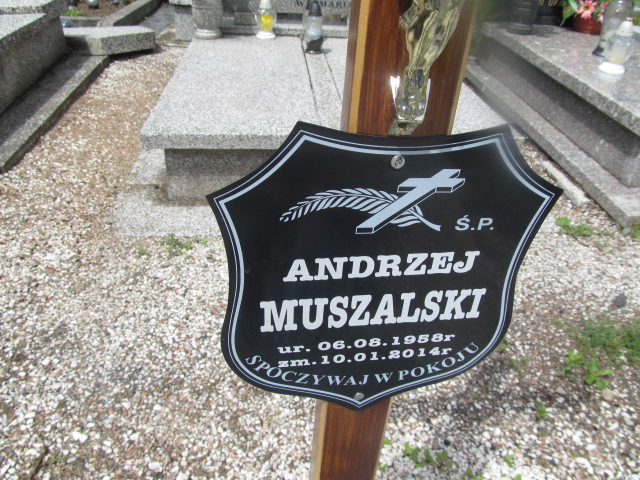 Ś.P.
ANDRZEJ
MUSZALSKI
ur. 06.08.1958r
zm. 10.01.2014r
SPOCZYWAJ W POKOJU